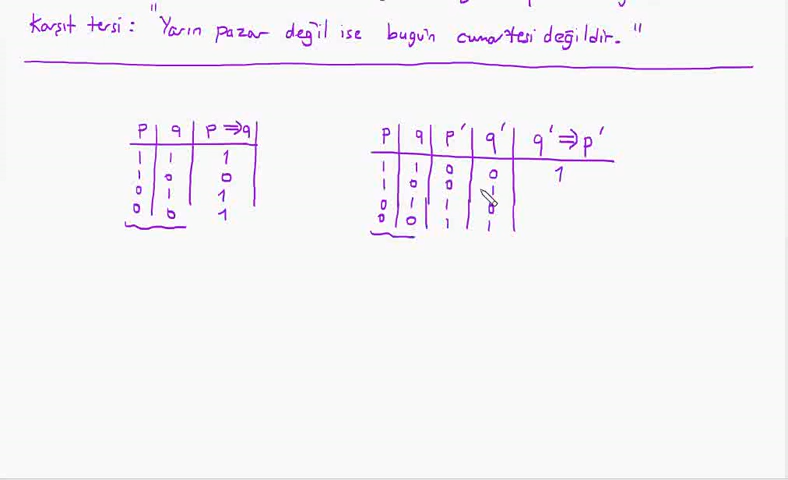 Karşıt tersi: "Yarın pazar değil ise bugün cumartesi değildir."
p q p ⇒ q
1 1 1
1 0 0
0 1 1
0 0 1
p q p' q' q' ⇒ p'
1 1 0 0 1
1 0 0 1
0 1 1 0
0 0 1 1